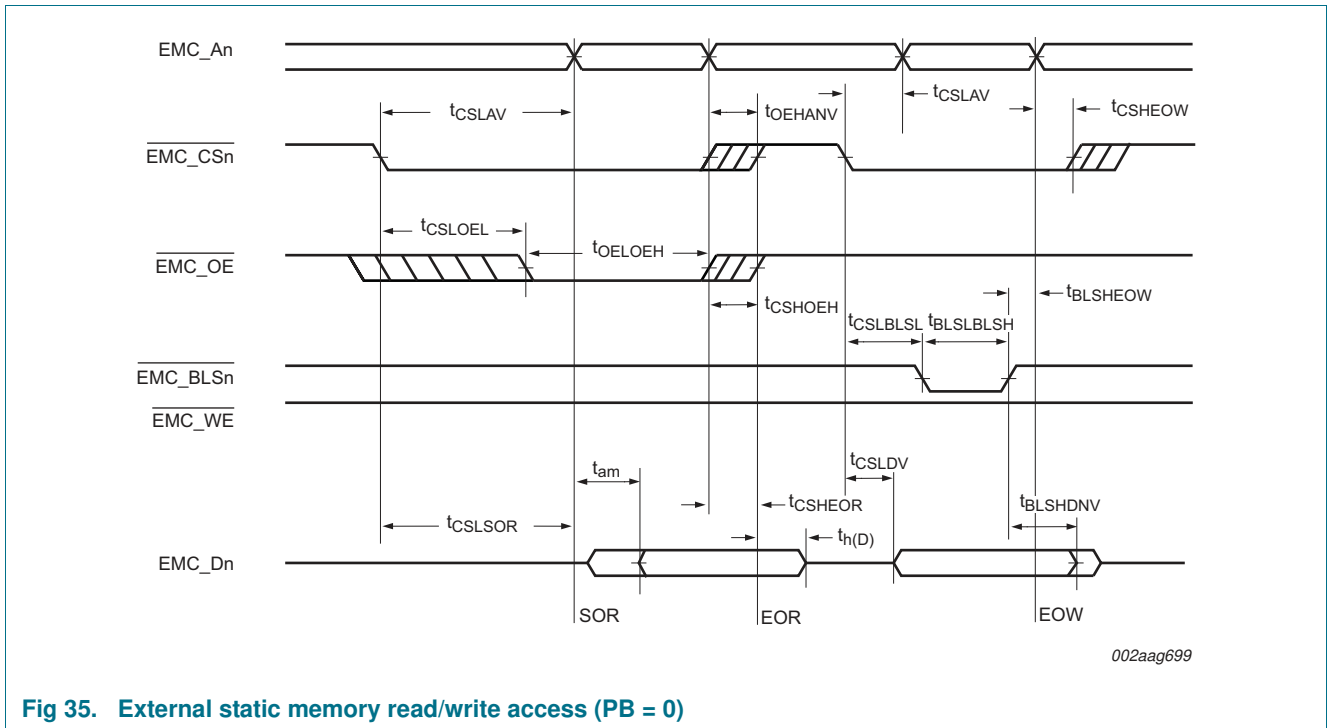 EMC_An
tCSLAV
tOEHANV
tCSLAV
tCSHEOW
EMC_CSn
tCSLOEL
tOELOEH
EMC_OE
tCSHOEH
tBLSHEOW
tCSLBLSL
tBLSLBLSH
EMC_BLSn
EMC_WE
tam
tCSLDV
tCSLSOR
tCSHEOR
tBLSHDNV
th(D)
EMC_Dn
SOR
EOR
EOW
002aag699
Fig 35. External static memory read/write access (PB = 0)